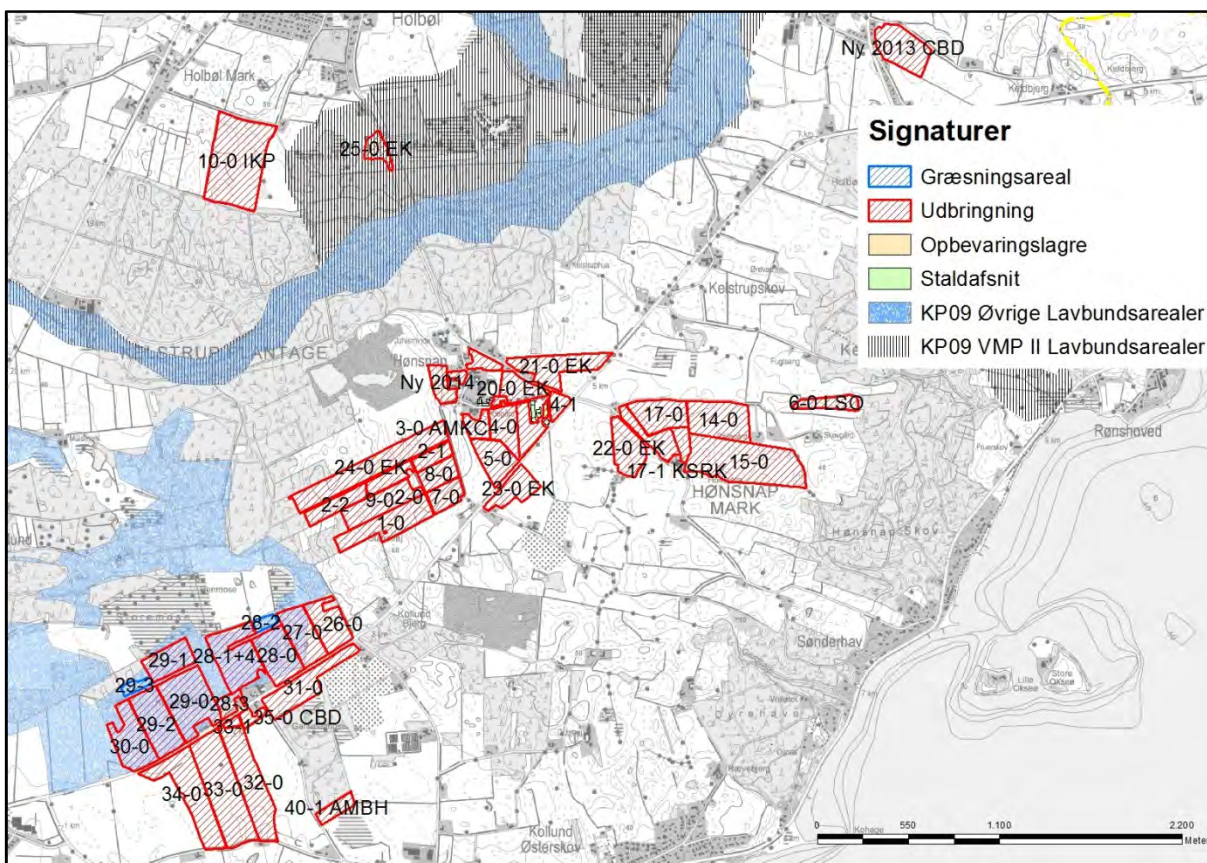 Holbøl
Ny 2013 CBD
Holbøl Mark
Keldbjerg
Keldbjerg
10-0 IKP
25-0 EK
Signaturer
Græsningsareal
Udbringning
Opbevaringslagre
Staldafsnit
KP09 Øvrige Lavbundsarealer
KP09 VMP II Lavbundsarealer
Kelstrupskov
Hønsnap
21-0 EK
Ny 2014
20-0 EK
4-1
6-0 LSO
3-0 AMKC
4-0
17-0
14-0
Rønshoved
24-0 EK
2-1
5-0
22-0 EK
8-0
17-1 KSRK
15-0
2-2
9-0
2-0
7-0
23-0 EK
HØNSNAP
MARK
1-0
Hønsnap Skov
28-2
27-0
26-0
Kollund
Bjerg
Sønderhav
29-1
28-1+4
28-0
29-3
29-0
28-3
31-0
Lille
Okseø
Store
Okseø
29-2
33-1
35-0 CBD
30-0
34-0
33-0
32-0
40-1 AMBH
Kollund
Østerskov
0
550
1.100
2.200
Mete